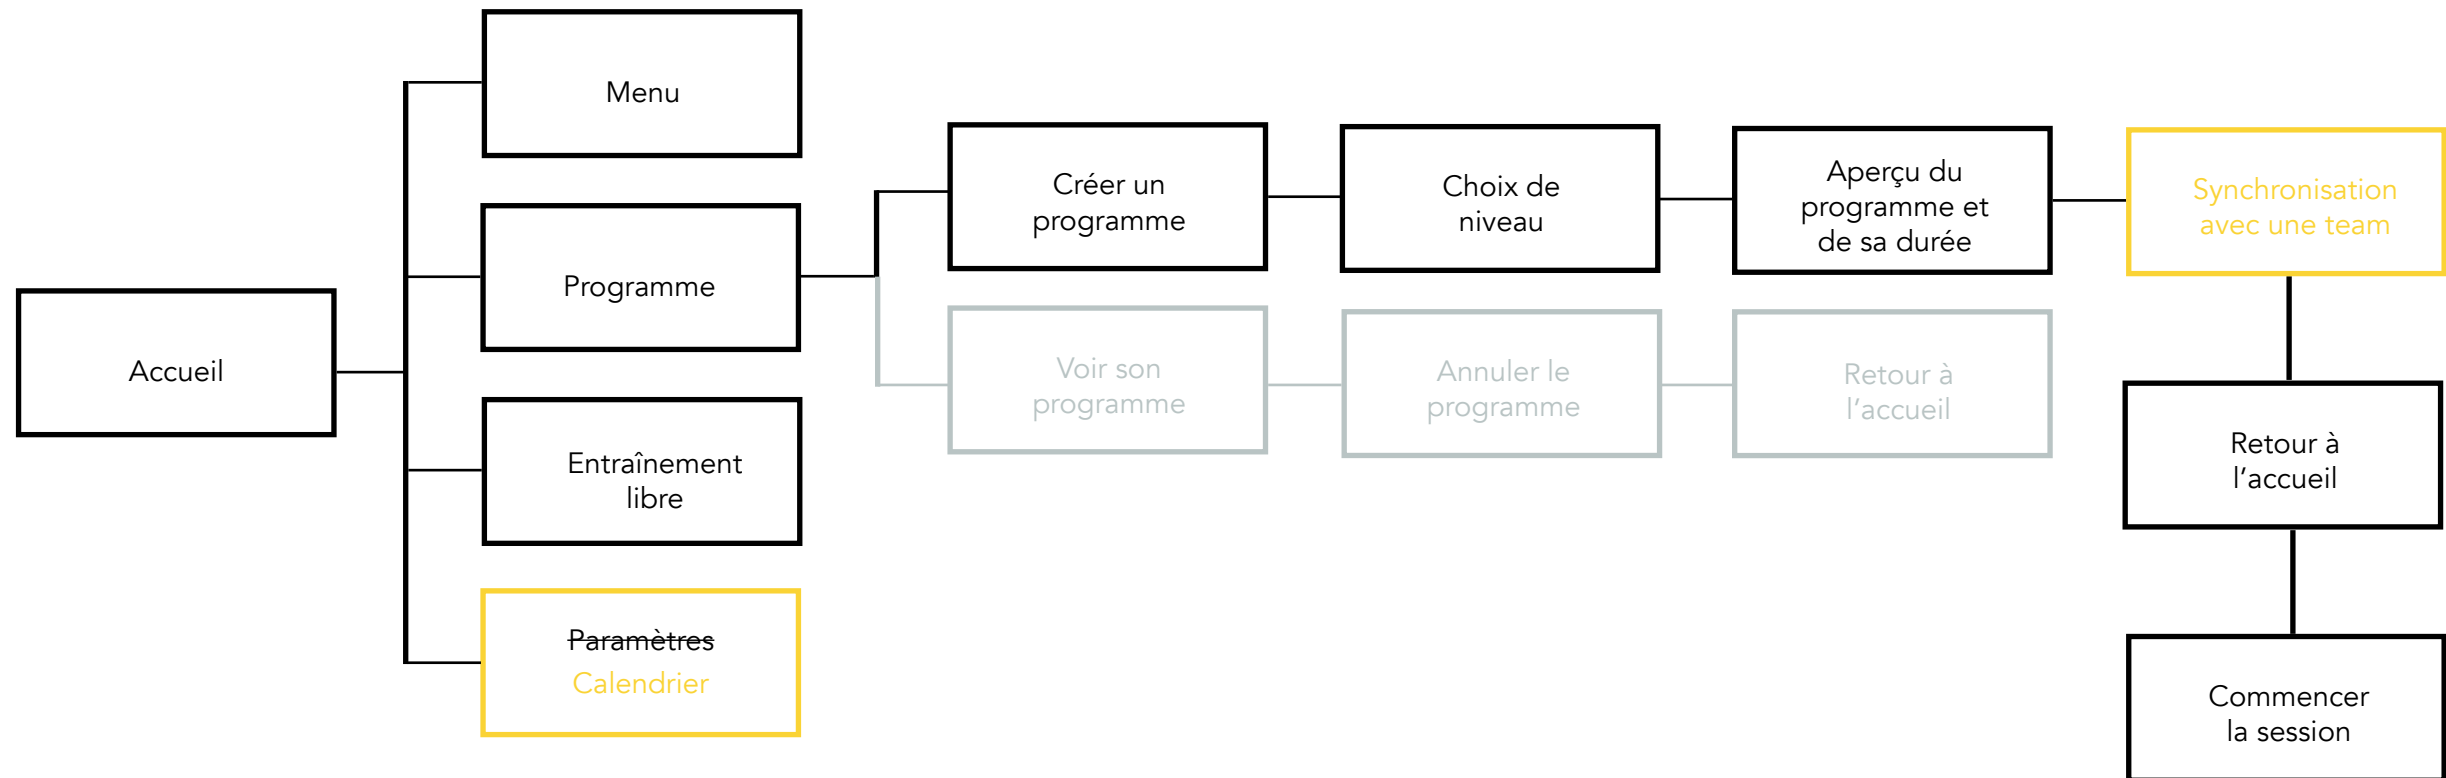 Menu
Créer un
programme
Choix de
niveau
Aperçu du
programme et
de sa durée
Synchronisation
avec une team
Programme
Accueil
Voir son
programme
Annuler le
programme
Retour à
l’accueil
Retour à
l’accueil
Entraînement
libre
Paramètres
Calendrier
Commencer
la session